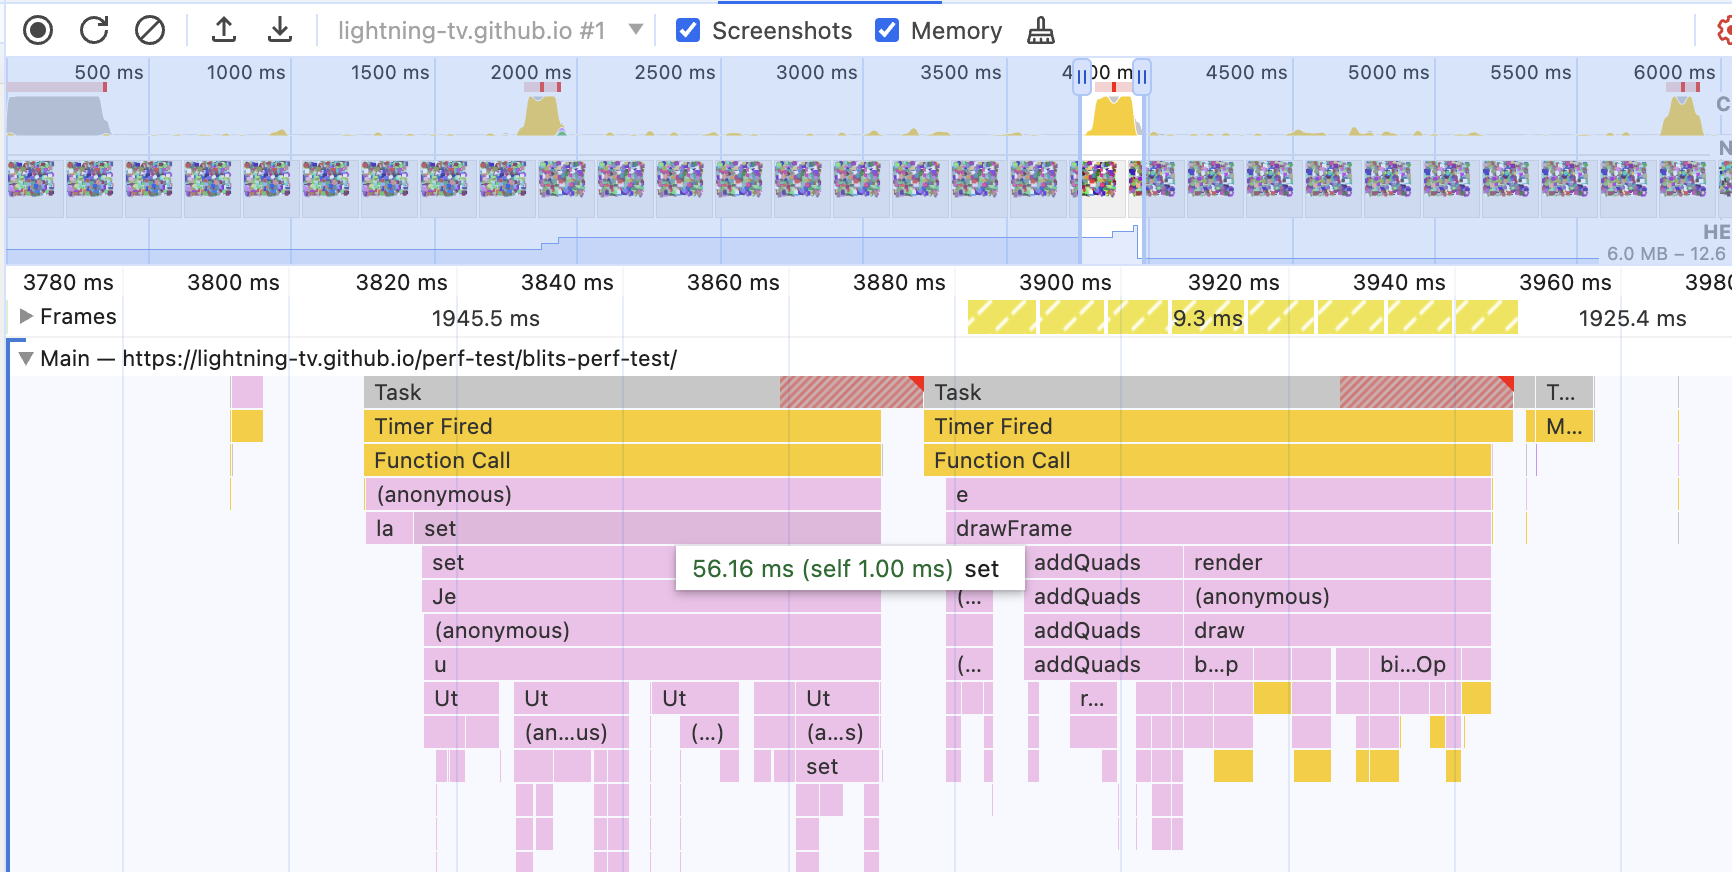 lightning-tv.github.io #1 Screenshots Memory
500 ms 1000 ms 1500 ms 2000 ms 2500 ms 3000 ms 3500 ms 4500 ms 5000 ms 5500 ms 6000 ms
C
N
HE
6.0 MB – 12.6
3780 ms 3800 ms 3820 ms 3840 ms 3860 ms 3880 ms 3900 ms 3920 ms 3940 ms 3960 ms 3980
Frames 1945.5 ms 9.3 ms 1925.4 ms
Main — https://lightning-tv.github.io/perf-test/blits-perf-test/
Task Task T...
Timer Fired Timer Fired M...
Function Call Function Call
(anonymous) e
la set drawFrame
set addQuads render
56.16 ms (self 1.00 ms) set
Je (... addQuads (anonymous)
(anonymous) addQuads draw
u (... addQuads b...p bi...Op
Ut Ut Ut Ut r...
(an...us) (...) (a...s)
set